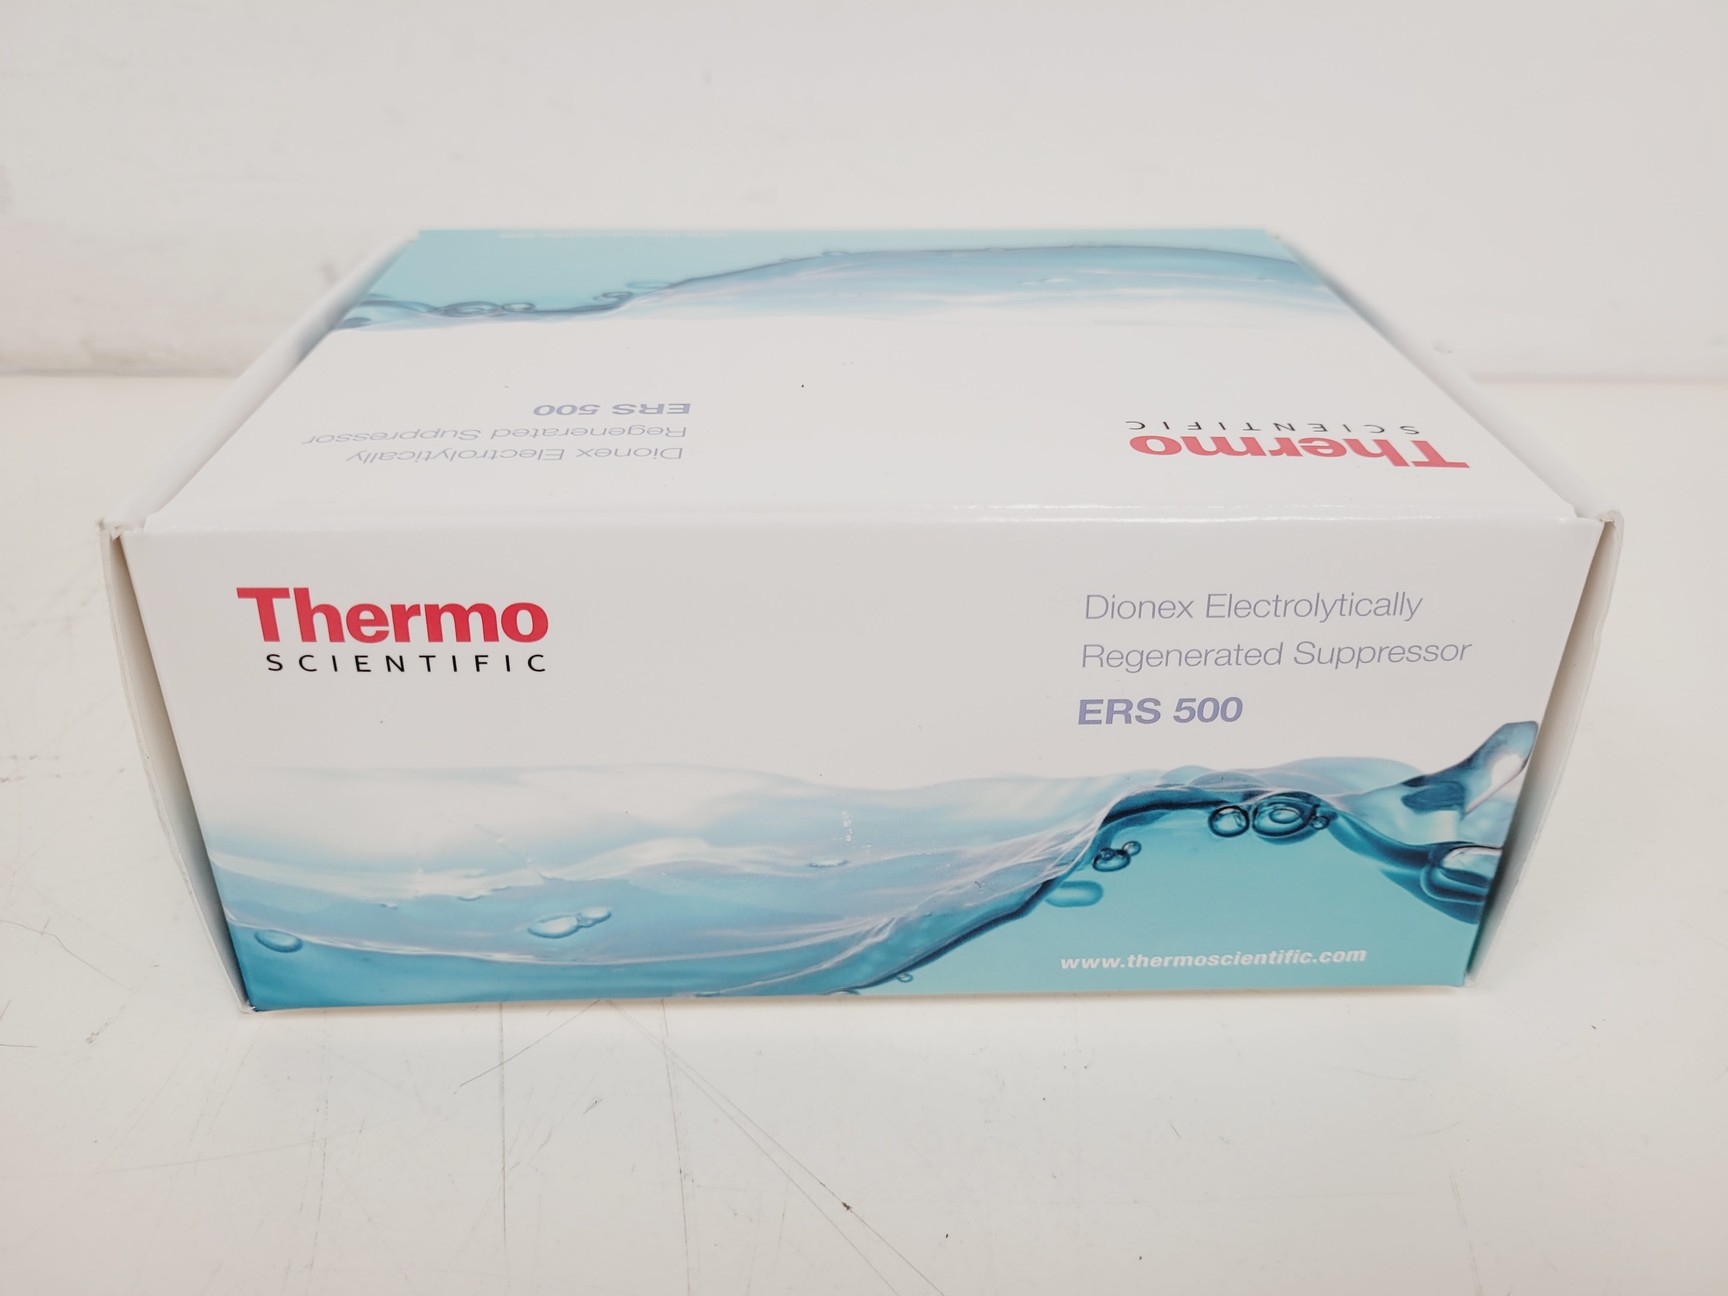 Dionex Electrolytically
Regenerated Suppressor
ERS 500
Thermo
SCIENTIFIC
Thermo
SCIENTIFIC
Dionex Electrolytically
Regenerated Suppressor
ERS 500
www.thermoscientific.com